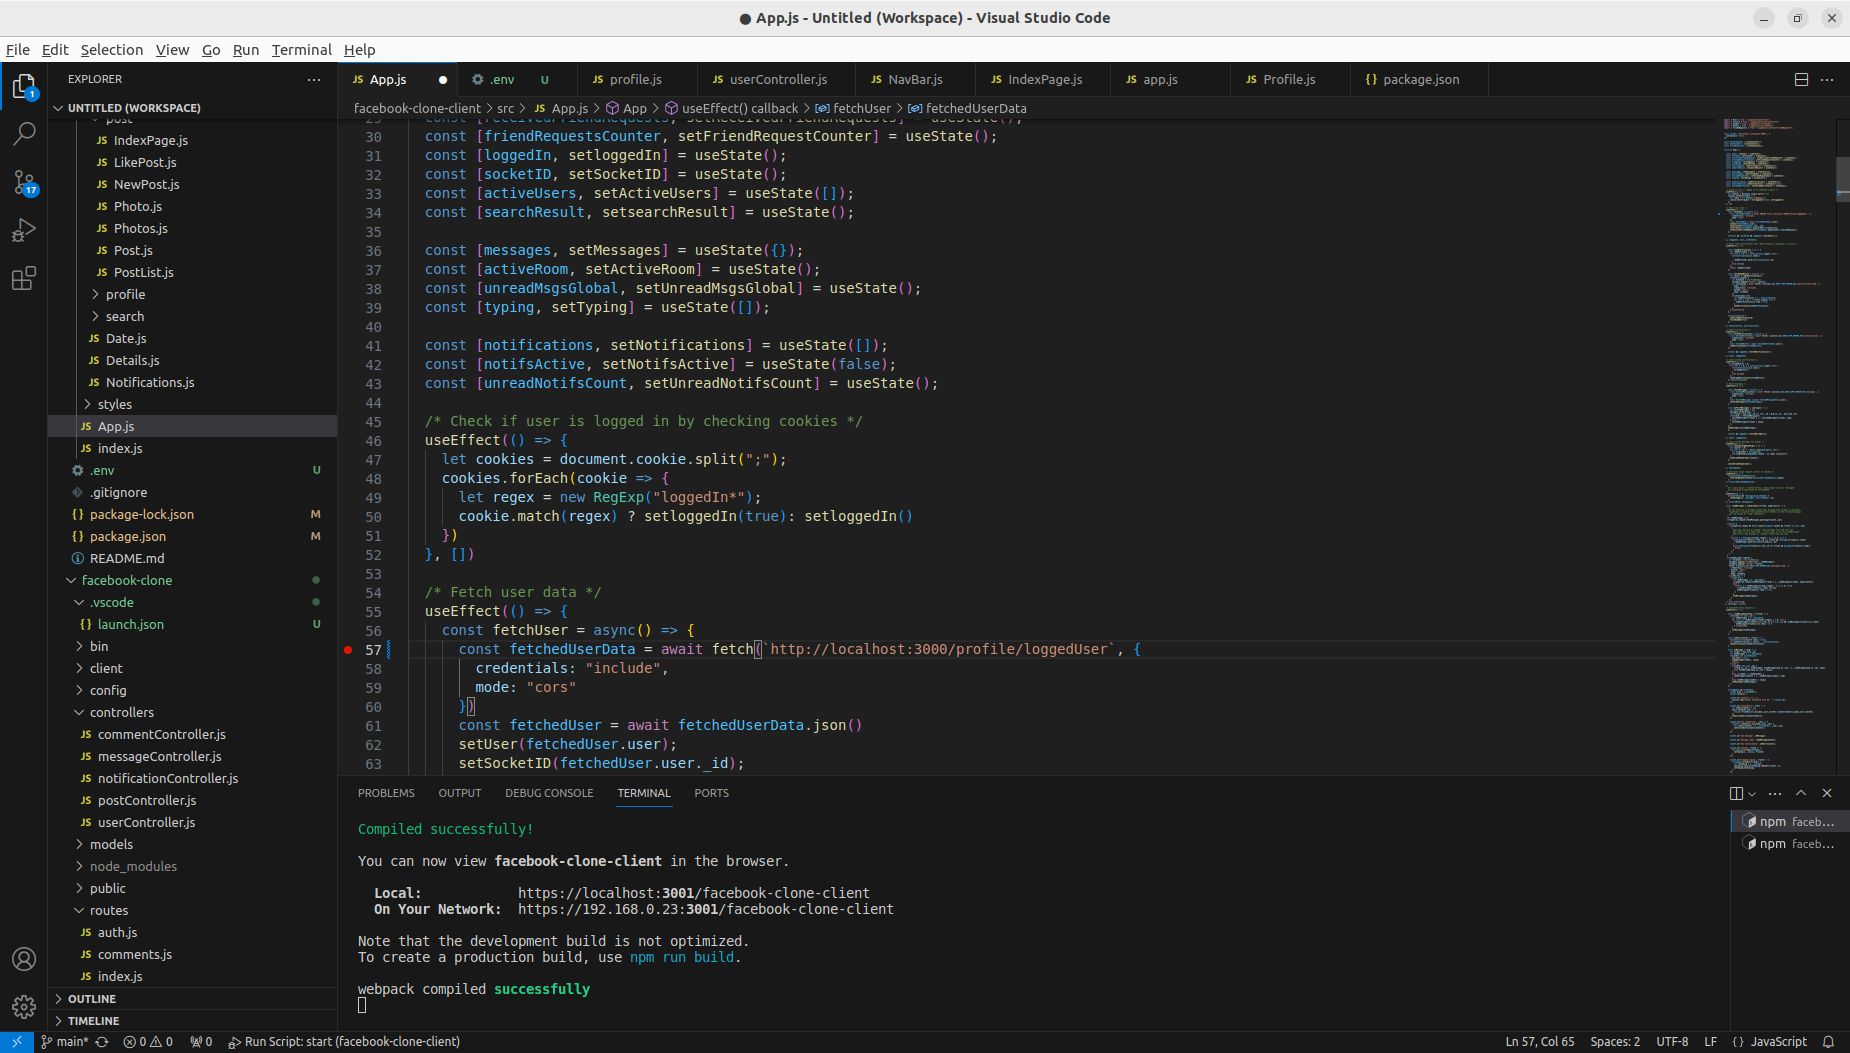 ● App.js - Untitled (Workspace) - Visual Studio Code
File Edit Selection View Go Run Terminal Help
EXPLORER
UNTITLED (WORKSPACE)
post
JS IndexPage.js
JS LikePost.js
JS NewPost.js
JS Photo.js
JS Photos.js
JS Post.js
JS PostList.js
profile
search
JS Date.js
JS Details.js
JS Notifications.js
styles
JS App.js
JS index.js
.env U
.gitignore
{} package-lock.json M
{} package.json M
README.md
facebook-clone
.vscode
{} launch.json U
bin
client
config
controllers
JS commentController.js
JS messageController.js
JS notificationController.js
JS postController.js
JS userController.js
models
node_modules
public
routes
JS auth.js
JS comments.js
JS index.js
OUTLINE
TIMELINE
1
17
JS App.js ● .env U JS profile.js JS userController.js JS NavBar.js JS IndexPage.js JS app.js JS Profile.js {} package.json
facebook-clone-client > src > JS App.js > App > useEffect() callback > fetchUser > fetchedUserData
29 const [receivedFriendRequests, setReceivedFriendRequests] = useState();
30 const [friendRequestsCounter, setFriendRequestCounter] = useState();
31 const [loggedIn, setloggedIn] = useState();
32 const [socketID, setSocketID] = useState();
33 const [activeUsers, setActiveUsers] = useState([]);
34 const [searchResult, setsearchResult] = useState();
35
36 const [messages, setMessages] = useState({});
37 const [activeRoom, setActiveRoom] = useState();
38 const [unreadMsgsGlobal, setUnreadMsgsGlobal] = useState();
39 const [typing, setTyping] = useState([]);
40
41 const [notifications, setNotifications] = useState([]);
42 const [notifsActive, setNotifsActive] = useState(false);
43 const [unreadNotifsCount, setUnreadNotifsCount] = useState();
44
45 /* Check if user is logged in by checking cookies */
46 useEffect(() => {
47 let cookies = document.cookie.split(";");
48 cookies.forEach(cookie => {
49 let regex = new RegExp("loggedIn*");
50 cookie.match(regex) ? setloggedIn(true): setloggedIn()
51 })
52 }, [])
53
54 /* Fetch user data */
55 useEffect(() => {
56 const fetchUser = async() => {
57 const fetchedUserData = await fetch(`http://localhost:3000/profile/loggedUser`, {
58 credentials: "include",
59 mode: "cors"
60 })
61 const fetchedUser = await fetchedUserData.json()
62 setUser(fetchedUser.user);
63 setSocketID(fetchedUser.user._id);
PROBLEMS OUTPUT DEBUG CONSOLE TERMINAL PORTS
Compiled successfully!
You can now view facebook-clone-client in the browser.
Local: https://localhost:3001/facebook-clone-client
On Your Network: https://192.168.0.23:3001/facebook-clone-client
Note that the development build is not optimized.
To create a production build, use npm run build.
webpack compiled successfully
npm faceb...
npm faceb...
main* 0 0 0 Run Script: start (facebook-clone-client) Ln 57, Col 65 Spaces: 2 UTF-8 LF {} JavaScript